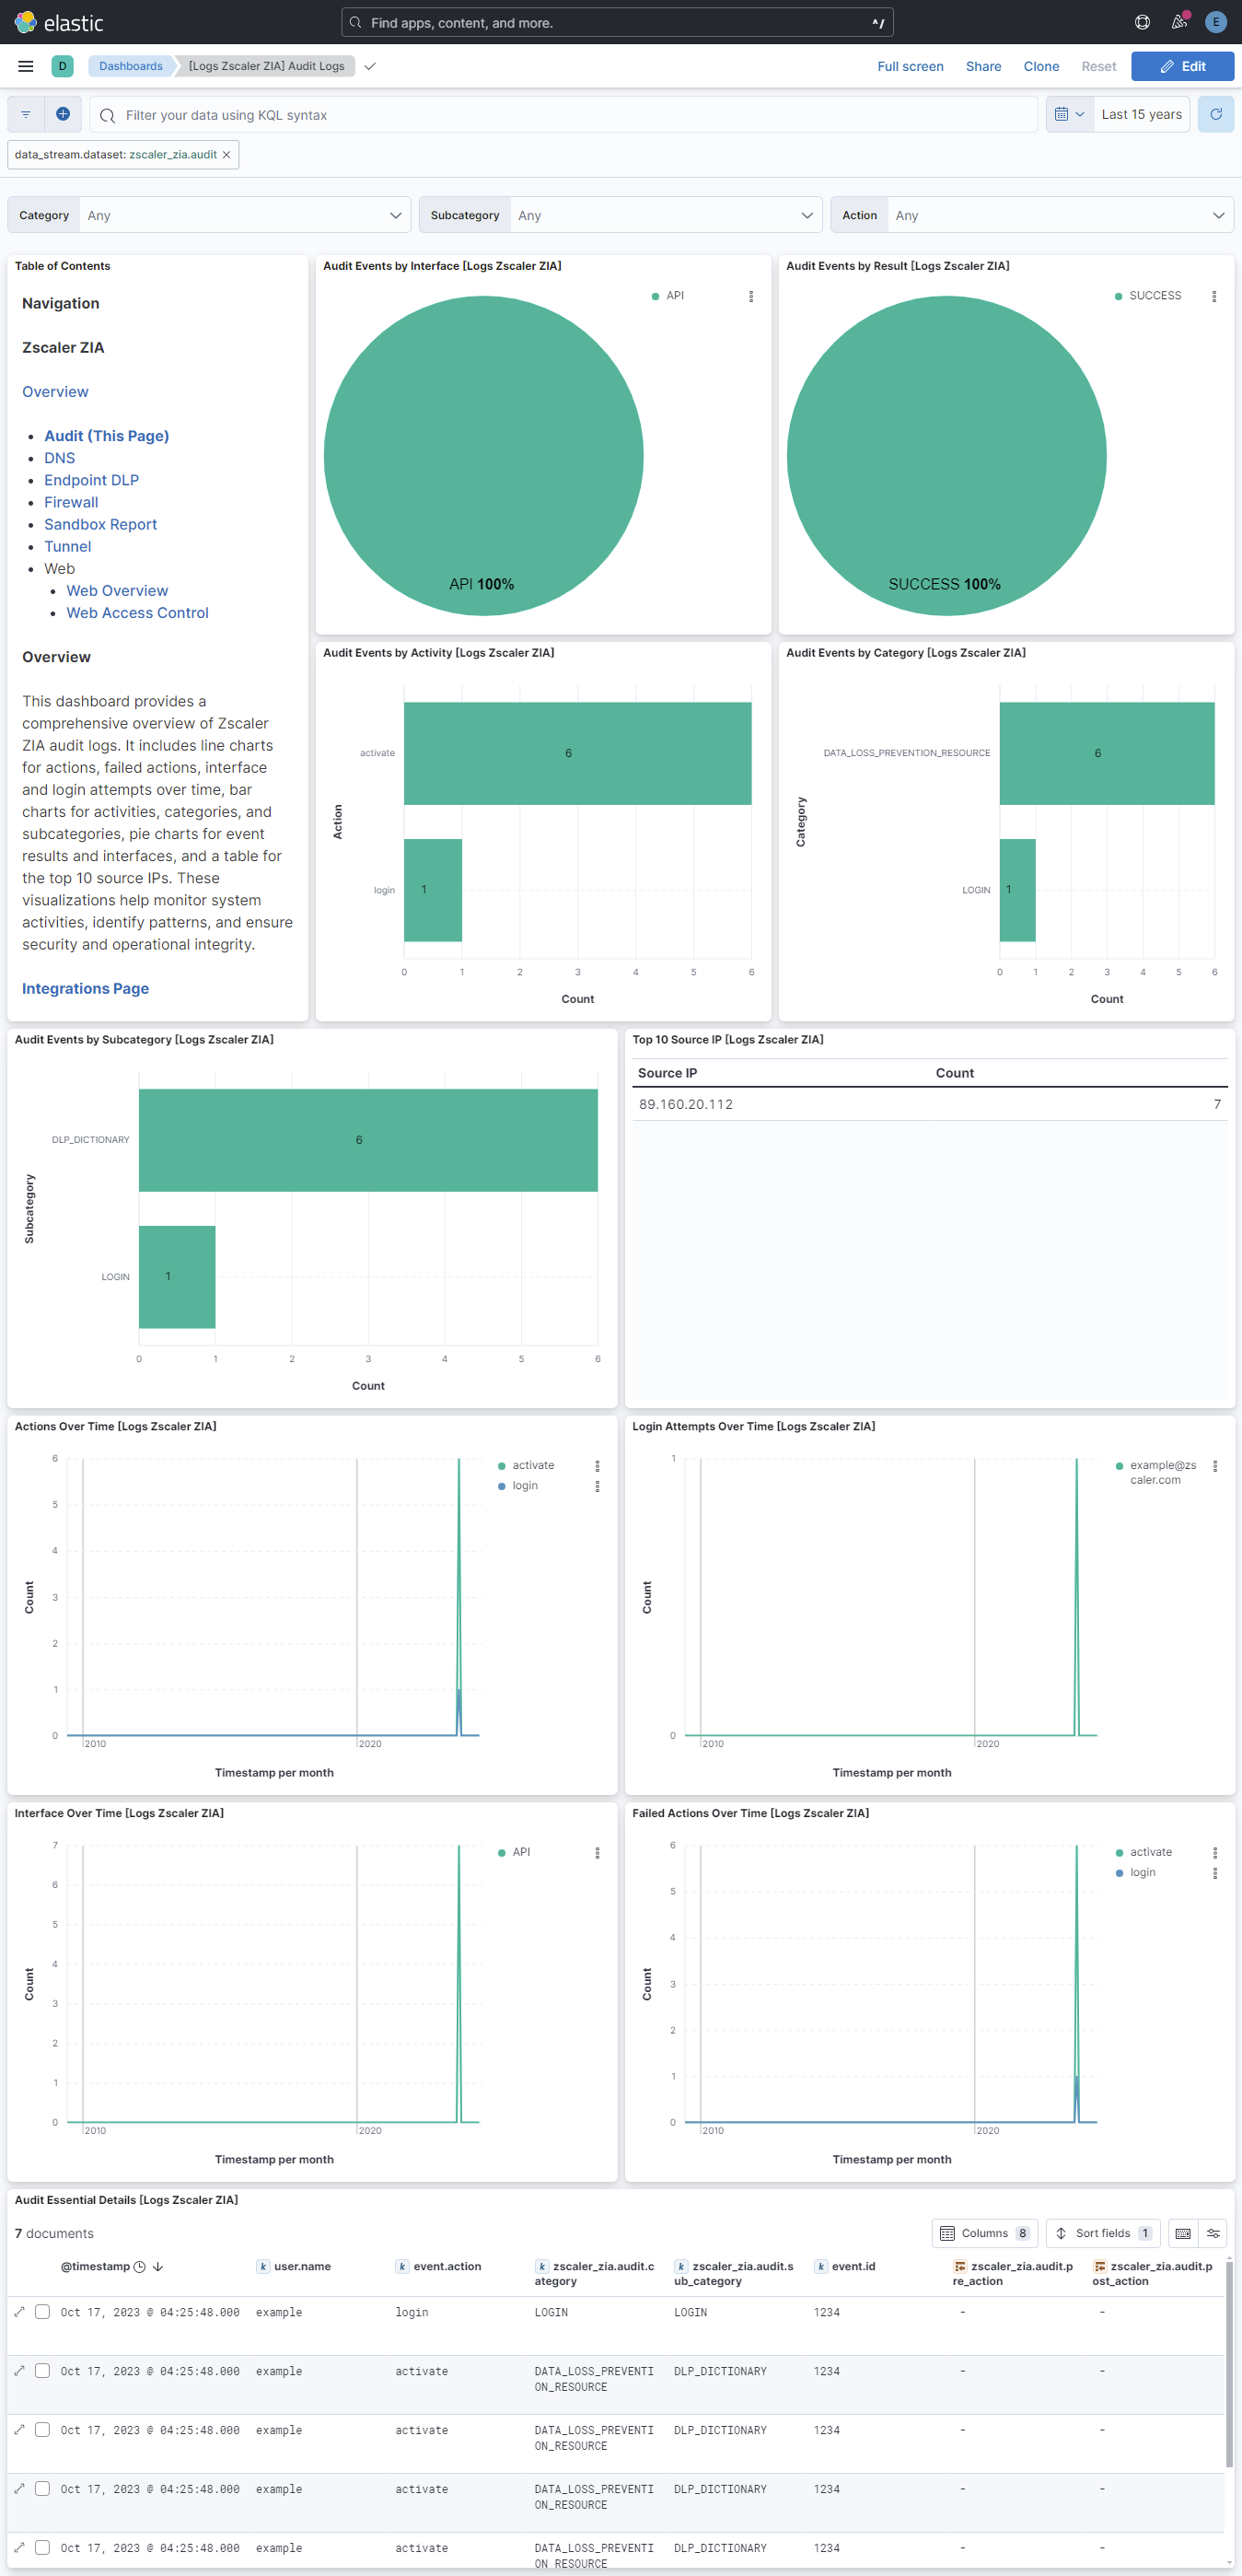 elastic
Find apps, content, and more.
^/
E
D
Dashboards
[Logs Zscaler ZIA] Audit Logs
Full screen
Share
Clone
Reset
Edit
Filter your data using KQL syntax
Last 15 years
data_stream.dataset: zscaler_zia.audit ×
Category
Any
Subcategory
Any
Action
Any
Table of Contents
Navigation
Zscaler ZIA
Overview
Audit (This Page)
DNS
Endpoint DLP
Firewall
Sandbox Report
Tunnel
Web
Web Overview
Web Access Control
Overview
This dashboard provides a
comprehensive overview of Zscaler
ZIA audit logs. It includes line charts
for actions, failed actions, interface
and login attempts over time, bar
charts for activities, categories, and
subcategories, pie charts for event
results and interfaces, and a table for
the top 10 source IPs. These
visualizations help monitor system
activities, identify patterns, and ensure
security and operational integrity.
Integrations Page
Audit Events by Interface [Logs Zscaler ZIA]
API
API 100%
Audit Events by Result [Logs Zscaler ZIA]
SUCCESS
SUCCESS 100%
Audit Events by Activity [Logs Zscaler ZIA]
Action
activate
6
login
1
0 1 2 3 4 5 6
Count
Audit Events by Category [Logs Zscaler ZIA]
Category
DATA_LOSS_PREVENTION_RESOURCE
6
LOGIN
1
0 1 2 3 4 5 6
Count
Audit Events by Subcategory [Logs Zscaler ZIA]
Subcategory
DLP_DICTIONARY
6
LOGIN
1
0 1 2 3 4 5 6
Count
Top 10 Source IP [Logs Zscaler ZIA]
Source IP Count
89.160.20.112 7
Actions Over Time [Logs Zscaler ZIA]
Count
6
5
4
3
2
1
0
2010 2020
Timestamp per month
activate
login
Login Attempts Over Time [Logs Zscaler ZIA]
Count
1
0
2010 2020
Timestamp per month
example@zs
caler.com
Interface Over Time [Logs Zscaler ZIA]
Count
7
6
5
4
3
2
1
0
2010 2020
Timestamp per month
API
Failed Actions Over Time [Logs Zscaler ZIA]
Count
6
5
4
3
2
1
0
2010 2020
Timestamp per month
activate
login
Audit Essential Details [Logs Zscaler ZIA]
7 documents
Columns 8
Sort fields 1
@timestamp k user.name k event.action k zscaler_zia.audit.c k zscaler_zia.audit.s k event.id zscaler_zia.audit.p zscaler_zia.audit.p
ategory ub_category re_action ost_action
Oct 17, 2023 @ 04:25:48.000 example login LOGIN LOGIN 1234 - -
Oct 17, 2023 @ 04:25:48.000 example activate DATA_LOSS_PREVENTI DLP_DICTIONARY 1234 - -
ON_RESOURCE
Oct 17, 2023 @ 04:25:48.000 example activate DATA_LOSS_PREVENTI DLP_DICTIONARY 1234 - -
ON_RESOURCE
Oct 17, 2023 @ 04:25:48.000 example activate DATA_LOSS_PREVENTI DLP_DICTIONARY 1234 - -
ON_RESOURCE
Oct 17, 2023 @ 04:25:48.000 example activate DATA_LOSS_PREVENTI DLP_DICTIONARY 1234 - -
ON_RESOURCE